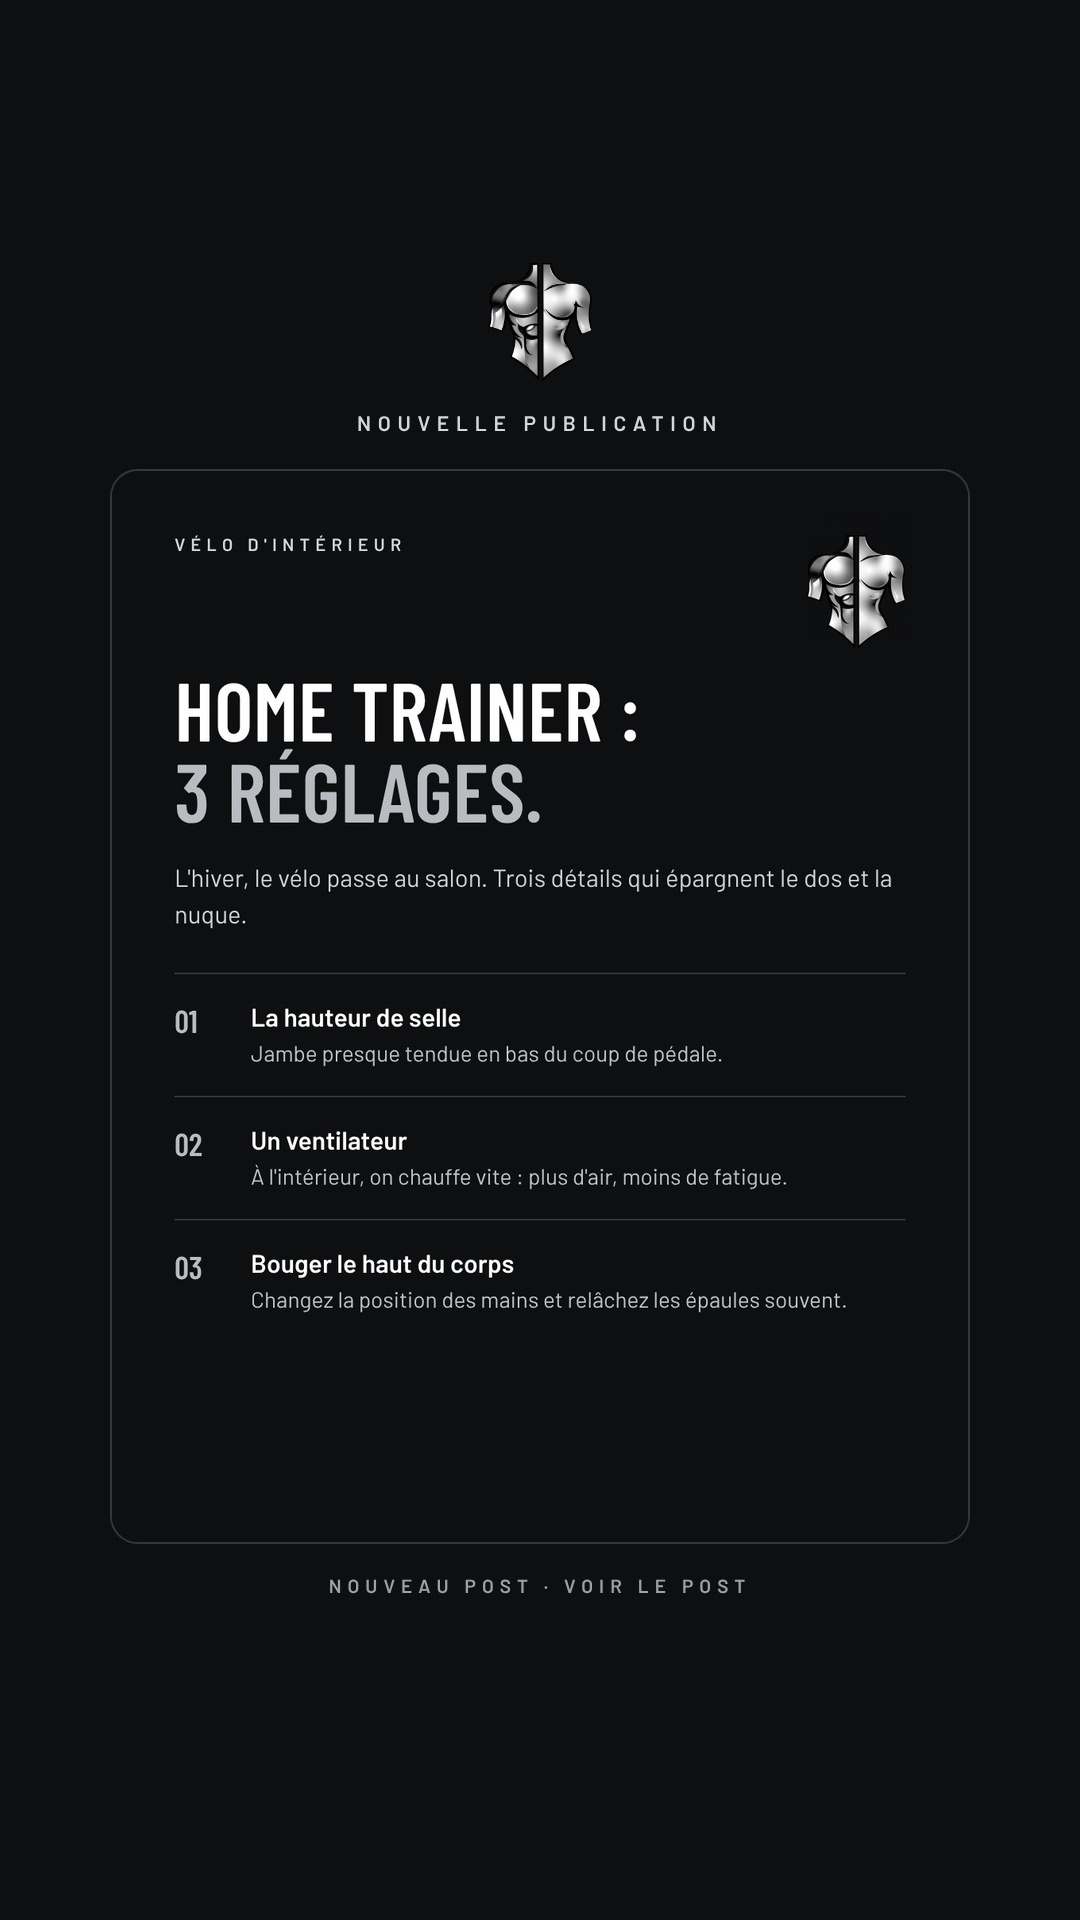 NOUVELLE PUBLICATION
VÉLO D'INTÉRIEUR
HOME TRAINER :
3 RÉGLAGES.
L'hiver, le vélo passe au salon. Trois détails qui épargnent le dos et la
nuque.
01
La hauteur de selle
Jambe presque tendue en bas du coup de pédale.
02
Un ventilateur
À l'intérieur, on chauffe vite : plus d'air, moins de fatigue.
03
Bouger le haut du corps
Changez la position des mains et relâchez les épaules souvent.
NOUVEAU POST · VOIR LE POST